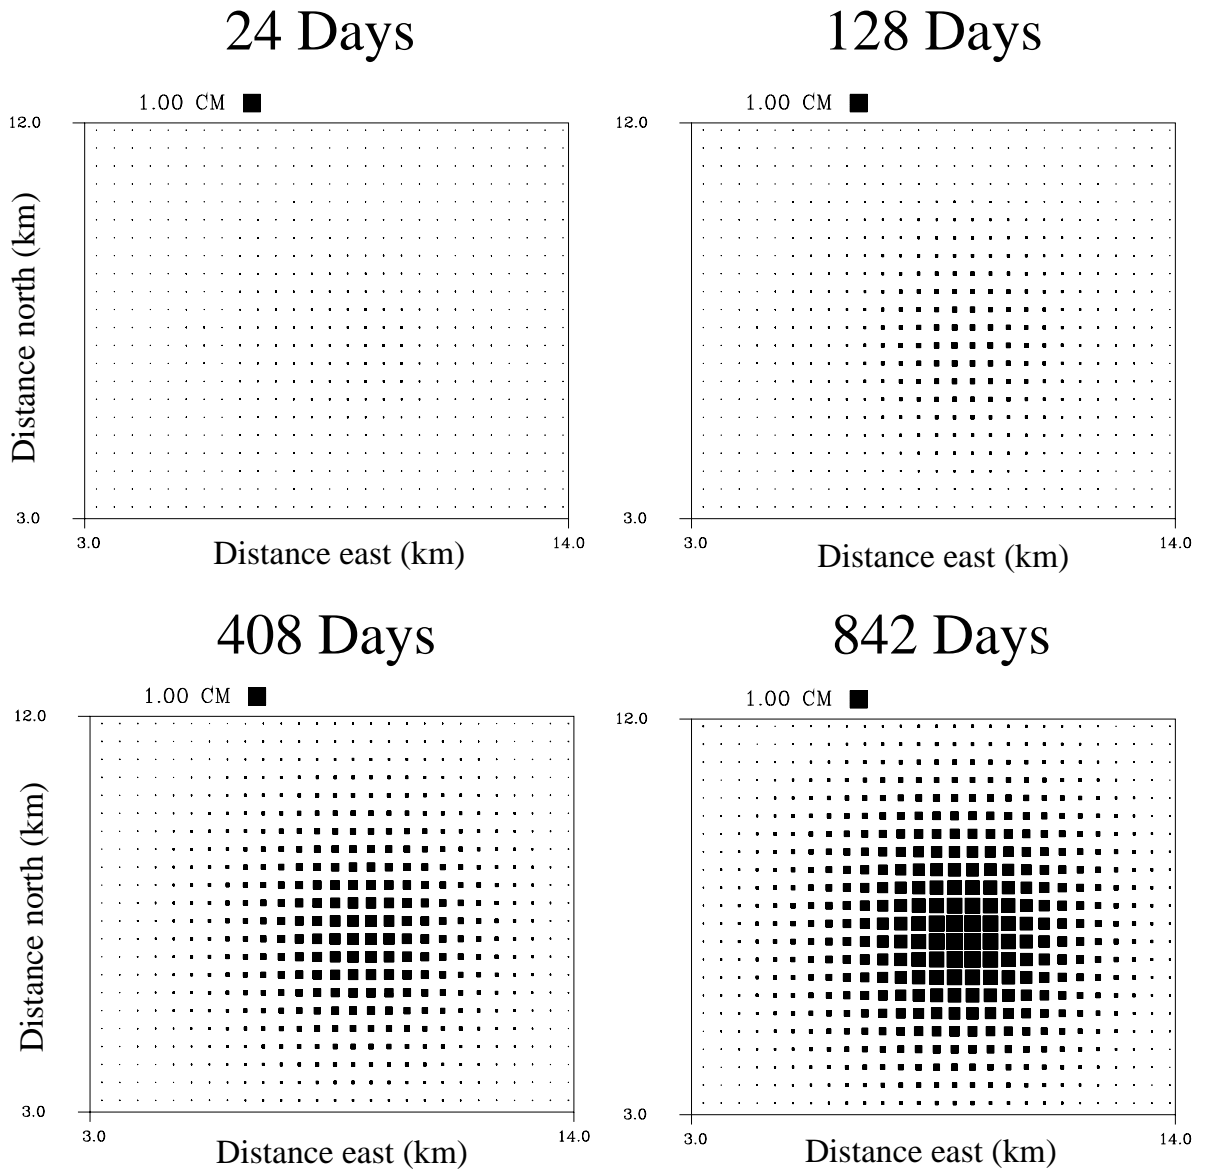 24 Days
128 Days
1.00 CM
1.00 CM
12.0
12.0
Distance north (km)
3.0
3.0
3.0
14.0
3.0
14.0
Distance east (km)
Distance east (km)
408 Days
842 Days
1.00 CM
1.00 CM
12.0
12.0
Distance north (km)
3.0
3.0
3.0
14.0
3.0
14.0
Distance east (km)
Distance east (km)